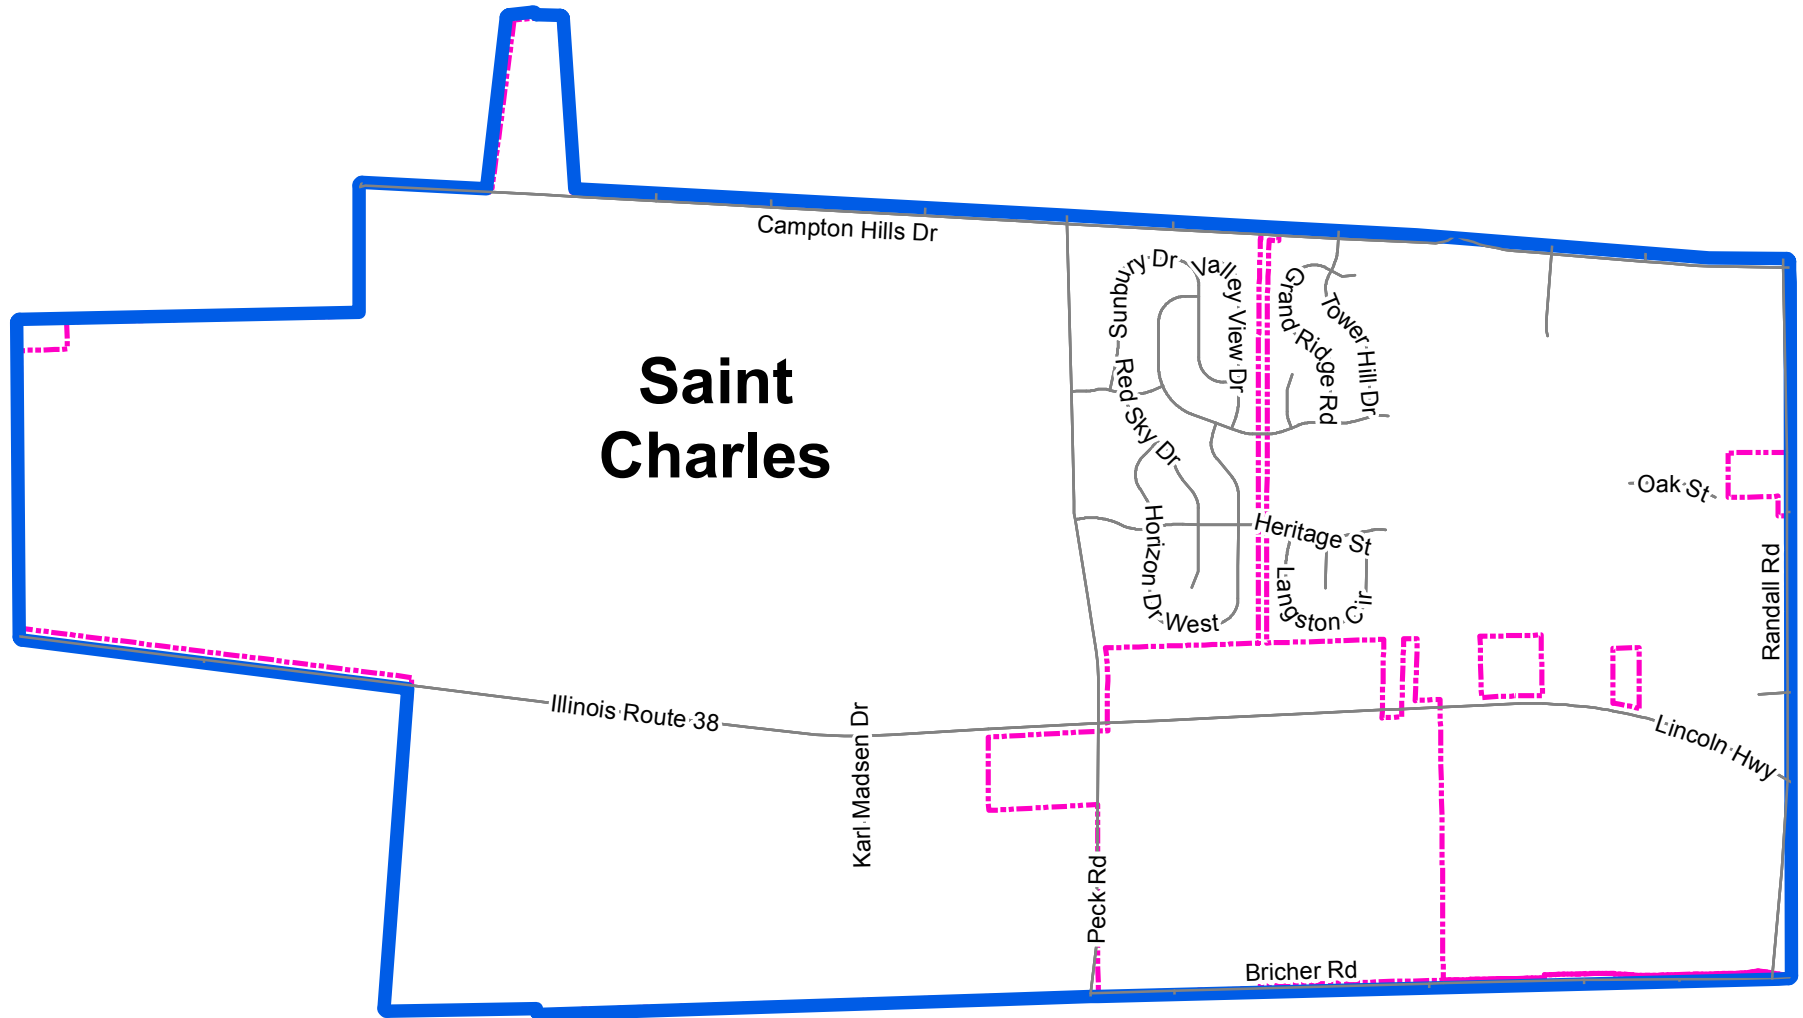 Campton Hills Dr
Sunbury Dr
Valley View Dr
Grand Ridge Rd
Tower Hill Dr
Saint
Charles
Red Sky Dr
Oak St
Horizon Dr West
Heritage St
Langston Cir
Randall Rd
Illinois Route 38
Karl Madsen Dr
Lincoln Hwy
Peck Rd
Bricher Rd